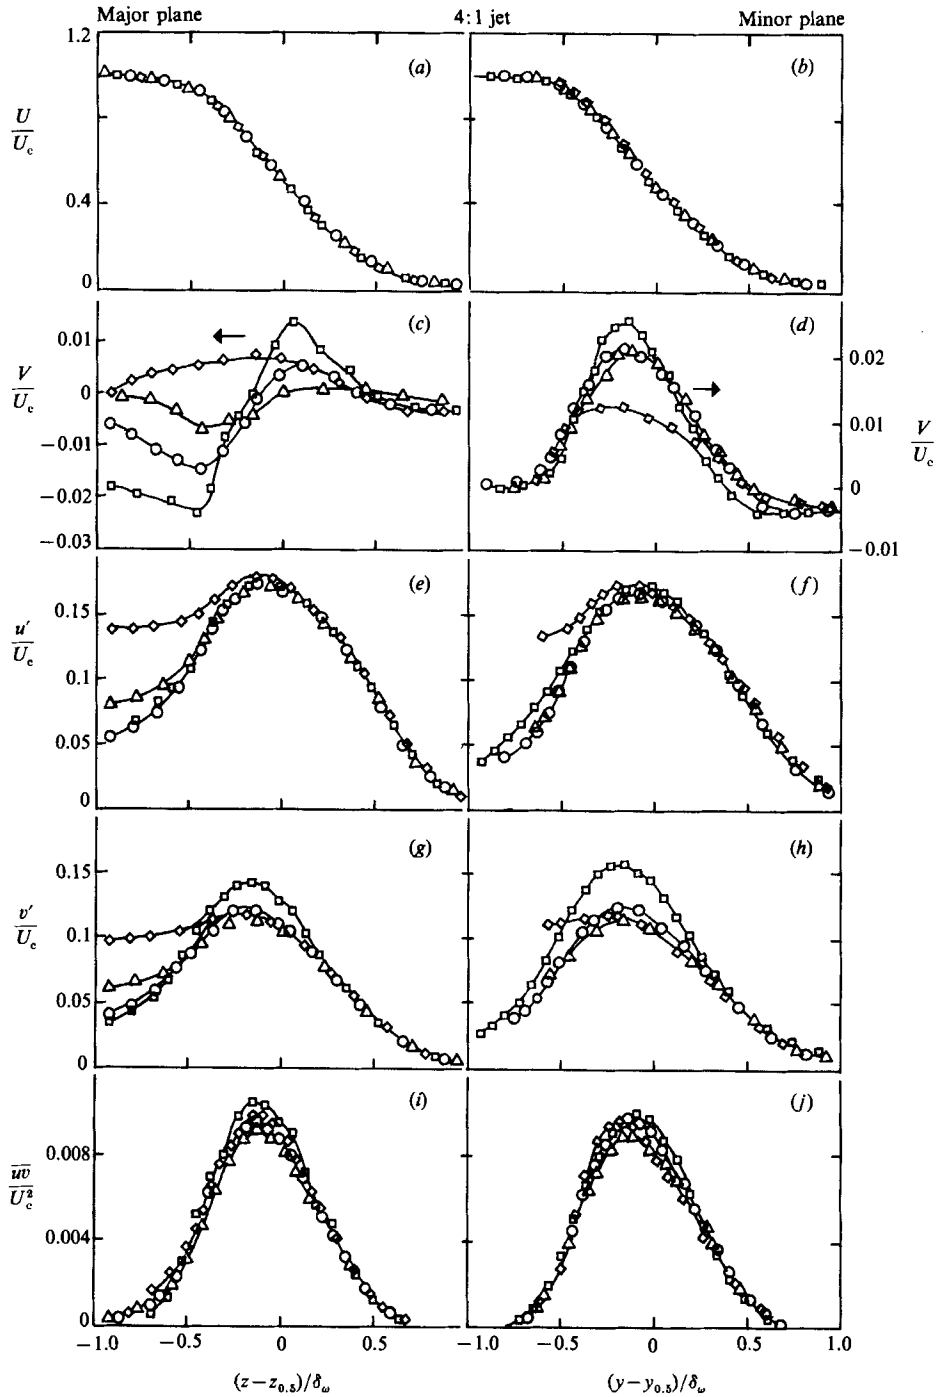 Major plane 4:1 jet Minor plane
1.2
(a) (b)
U/U_c
0.4
0
(c) (d)
0.01
0
−0.01
−0.02
−0.03
V/U_c
0.02
0.01
0
−0.01
V/U_c
(e) (f)
0.15
u′/U_c
0.1
0.05
0
(g) (h)
0.15
v′/U_c
0.1
0.05
0
(i) (j)
0.008
uv/U_c²
0.004
0
−1.0 −0.5 0 0.5 −1.0 −0.5 0 0.5 1.0
(z−z_0.5)/δ_ω (y−y_0.5)/δ_ω